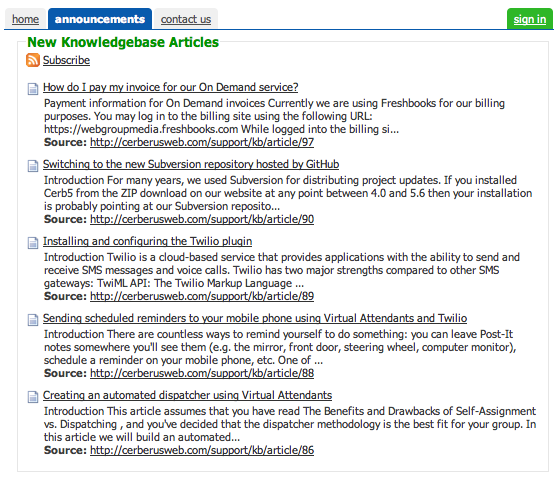 home
announcements
contact us
sign in
New Knowledgebase Articles
Subscribe
How do I pay my invoice for our On Demand service?
Payment information for On Demand invoices Currently we are using Freshbooks for our billing
purposes. You may log in to the billing site using the following URL:
https://webgroupmedia.freshbooks.com While logged into the billing si...
Source: http://cerberusweb.com/support/kb/article/97
Switching to the new Subversion repository hosted by GitHub
Introduction For many years, we used Subversion for distributing project updates. If you installed
Cerb5 from the ZIP download on our website at any point between 4.0 and 5.6 then your installation
is probably pointing at our Subversion reposito...
Source: http://cerberusweb.com/support/kb/article/90
Installing and configuring the Twilio plugin
Introduction Twilio is a cloud-based service that provides applications with the ability to send and
receive SMS messages and voice calls. Twilio has two major strengths compared to other SMS
gateways: TwiML API: The Twilio Markup Language ...
Source: http://cerberusweb.com/support/kb/article/89
Sending scheduled reminders to your mobile phone using Virtual Attendants and Twilio
Introduction There are countless ways to remind yourself to do something: you can leave Post-It
notes somewhere you'll see them (e.g. the mirror, front door, steering wheel, computer monitor),
schedule a reminder on your mobile phone, etc. One of ...
Source: http://cerberusweb.com/support/kb/article/88
Creating an automated dispatcher using Virtual Attendants
Introduction This article assumes that you have read The Benefits and Drawbacks of Self-Assignment
vs. Dispatching , and you've decided that the dispatcher methodology is the best fit for your group. In
this article we will build an automated...
Source: http://cerberusweb.com/support/kb/article/86